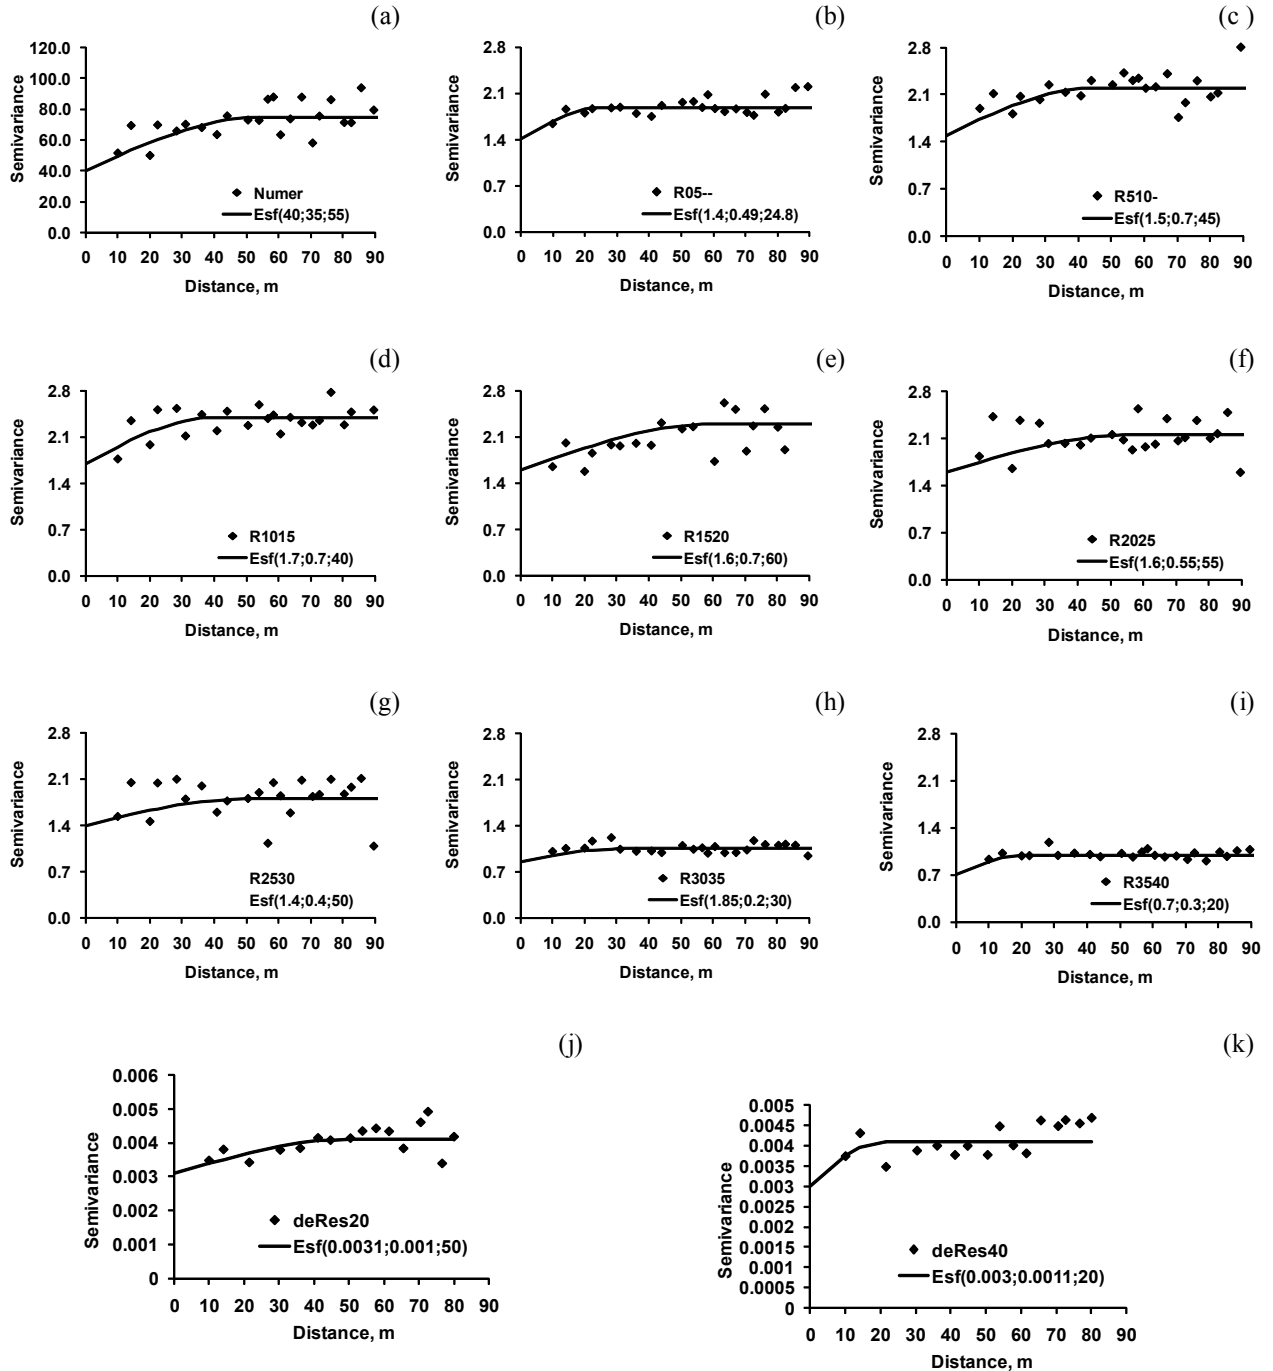 (a)
120.0
100.0
80.0
60.0
40.0
20.0
0.0
Semivariance
Numer
Esf(40;35;55)
0 10 20 30 40 50 60 70 80 90
Distance, m
(b)
2.8
2.1
1.4
0.7
0.0
Semivariance
R05--
Esf(1.4;0.49;24.8)
0 10 20 30 40 50 60 70 80 90
Distance, m
(c )
2.8
2.1
1.4
0.7
0.0
Semivariance
R510-
Esf(1.5;0.7;45)
0 10 20 30 40 50 60 70 80 90
Distance, m
(d)
2.8
2.1
1.4
0.7
0.0
Semivariance
R1015
Esf(1.7;0.7;40)
0 10 20 30 40 50 60 70 80 90
Distance, m
(e)
2.8
2.1
1.4
0.7
0.0
Semivariance
R1520
Esf(1.6;0.7;60)
0 10 20 30 40 50 60 70 80 90
Distance, m
(f)
2.8
2.1
1.4
0.7
0.0
Semivariance
R2025
Esf(1.6;0.55;55)
0 10 20 30 40 50 60 70 80 90
Distance, m
(g)
2.8
2.1
1.4
0.7
0.0
Semivariance
R2530
Esf(1.4;0.4;50)
0 10 20 30 40 50 60 70 80 90
Distance, m
(h)
2.8
2.1
1.4
0.7
0.0
Semivariance
R3035
Esf(1.85;0.2;30)
0 10 20 30 40 50 60 70 80 90
Distance, m
(i)
2.8
2.1
1.4
0.7
0.0
Semivariance
R3540
Esf(0.7;0.3;20)
0 10 20 30 40 50 60 70 80 90
Distance, m
(j)
0.006
0.005
0.004
0.003
0.002
0.001
0
Semivariance
deRes20
Esf(0.0031;0.001;50)
0 10 20 30 40 50 60 70 80 90
Distance, m
(k)
0.005
0.0045
0.004
0.0035
0.003
0.0025
0.002
0.0015
0.001
0.0005
0
Semivariance
deRes40
Esf(0.003;0.0011;20)
0 10 20 30 40 50 60 70 80 90
Distance, m